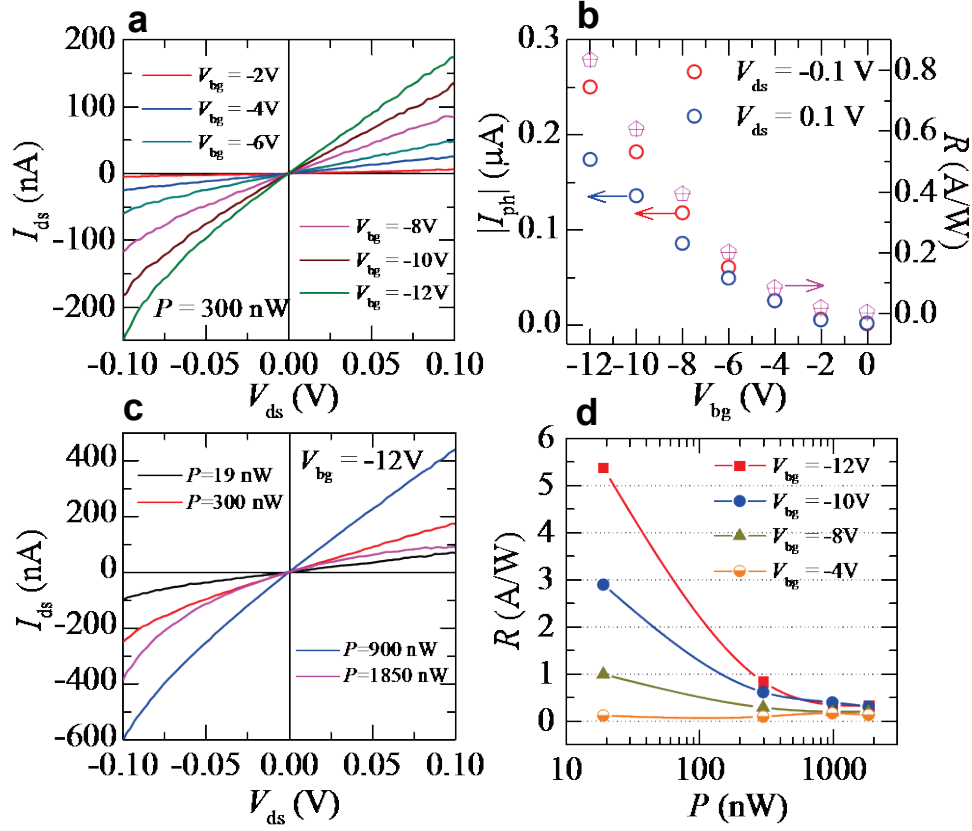 a
200
100
0
-100
-200
-0.10 -0.05 0.00 0.05 0.10
I_ds (nA)
V_ds (V)
V_bg = -2V
V_bg = -4V
V_bg = -6V
V_bg = -8V
V_bg = -10V
V_bg = -12V
P = 300 nW
b
0.3
0.2
0.1
0.0
|I_ph| (μA)
-12 -10 -8 -6 -4 -2 0
V_bg (V)
0.8
0.6
0.4
0.2
0.0
R (A/W)
V_ds = -0.1 V
V_ds = 0.1 V
c
400
200
0
-200
-400
-600
-0.10 -0.05 0.00 0.05 0.10
I_ds (nA)
V_ds (V)
P=19 nW
P=300 nW
V_bg = -12V
P=900 nW
P=1850 nW
d
6
5
4
3
2
1
0
R (A/W)
10 100 1000
P (nW)
V_bg = -12V
V_bg = -10V
V_bg = -8V
V_bg = -4V